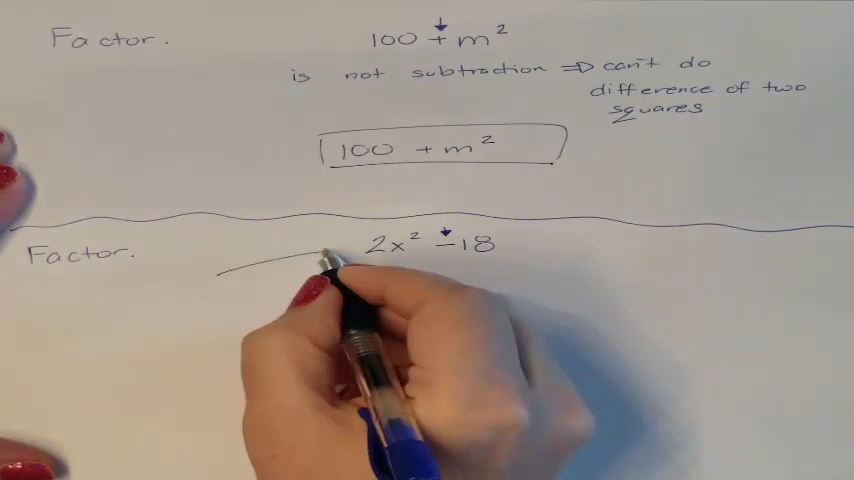 Factor. 100 + m²
is not subtraction ⇒ can't do
difference of two
squares
100 + m²
Factor. 2x² - 18